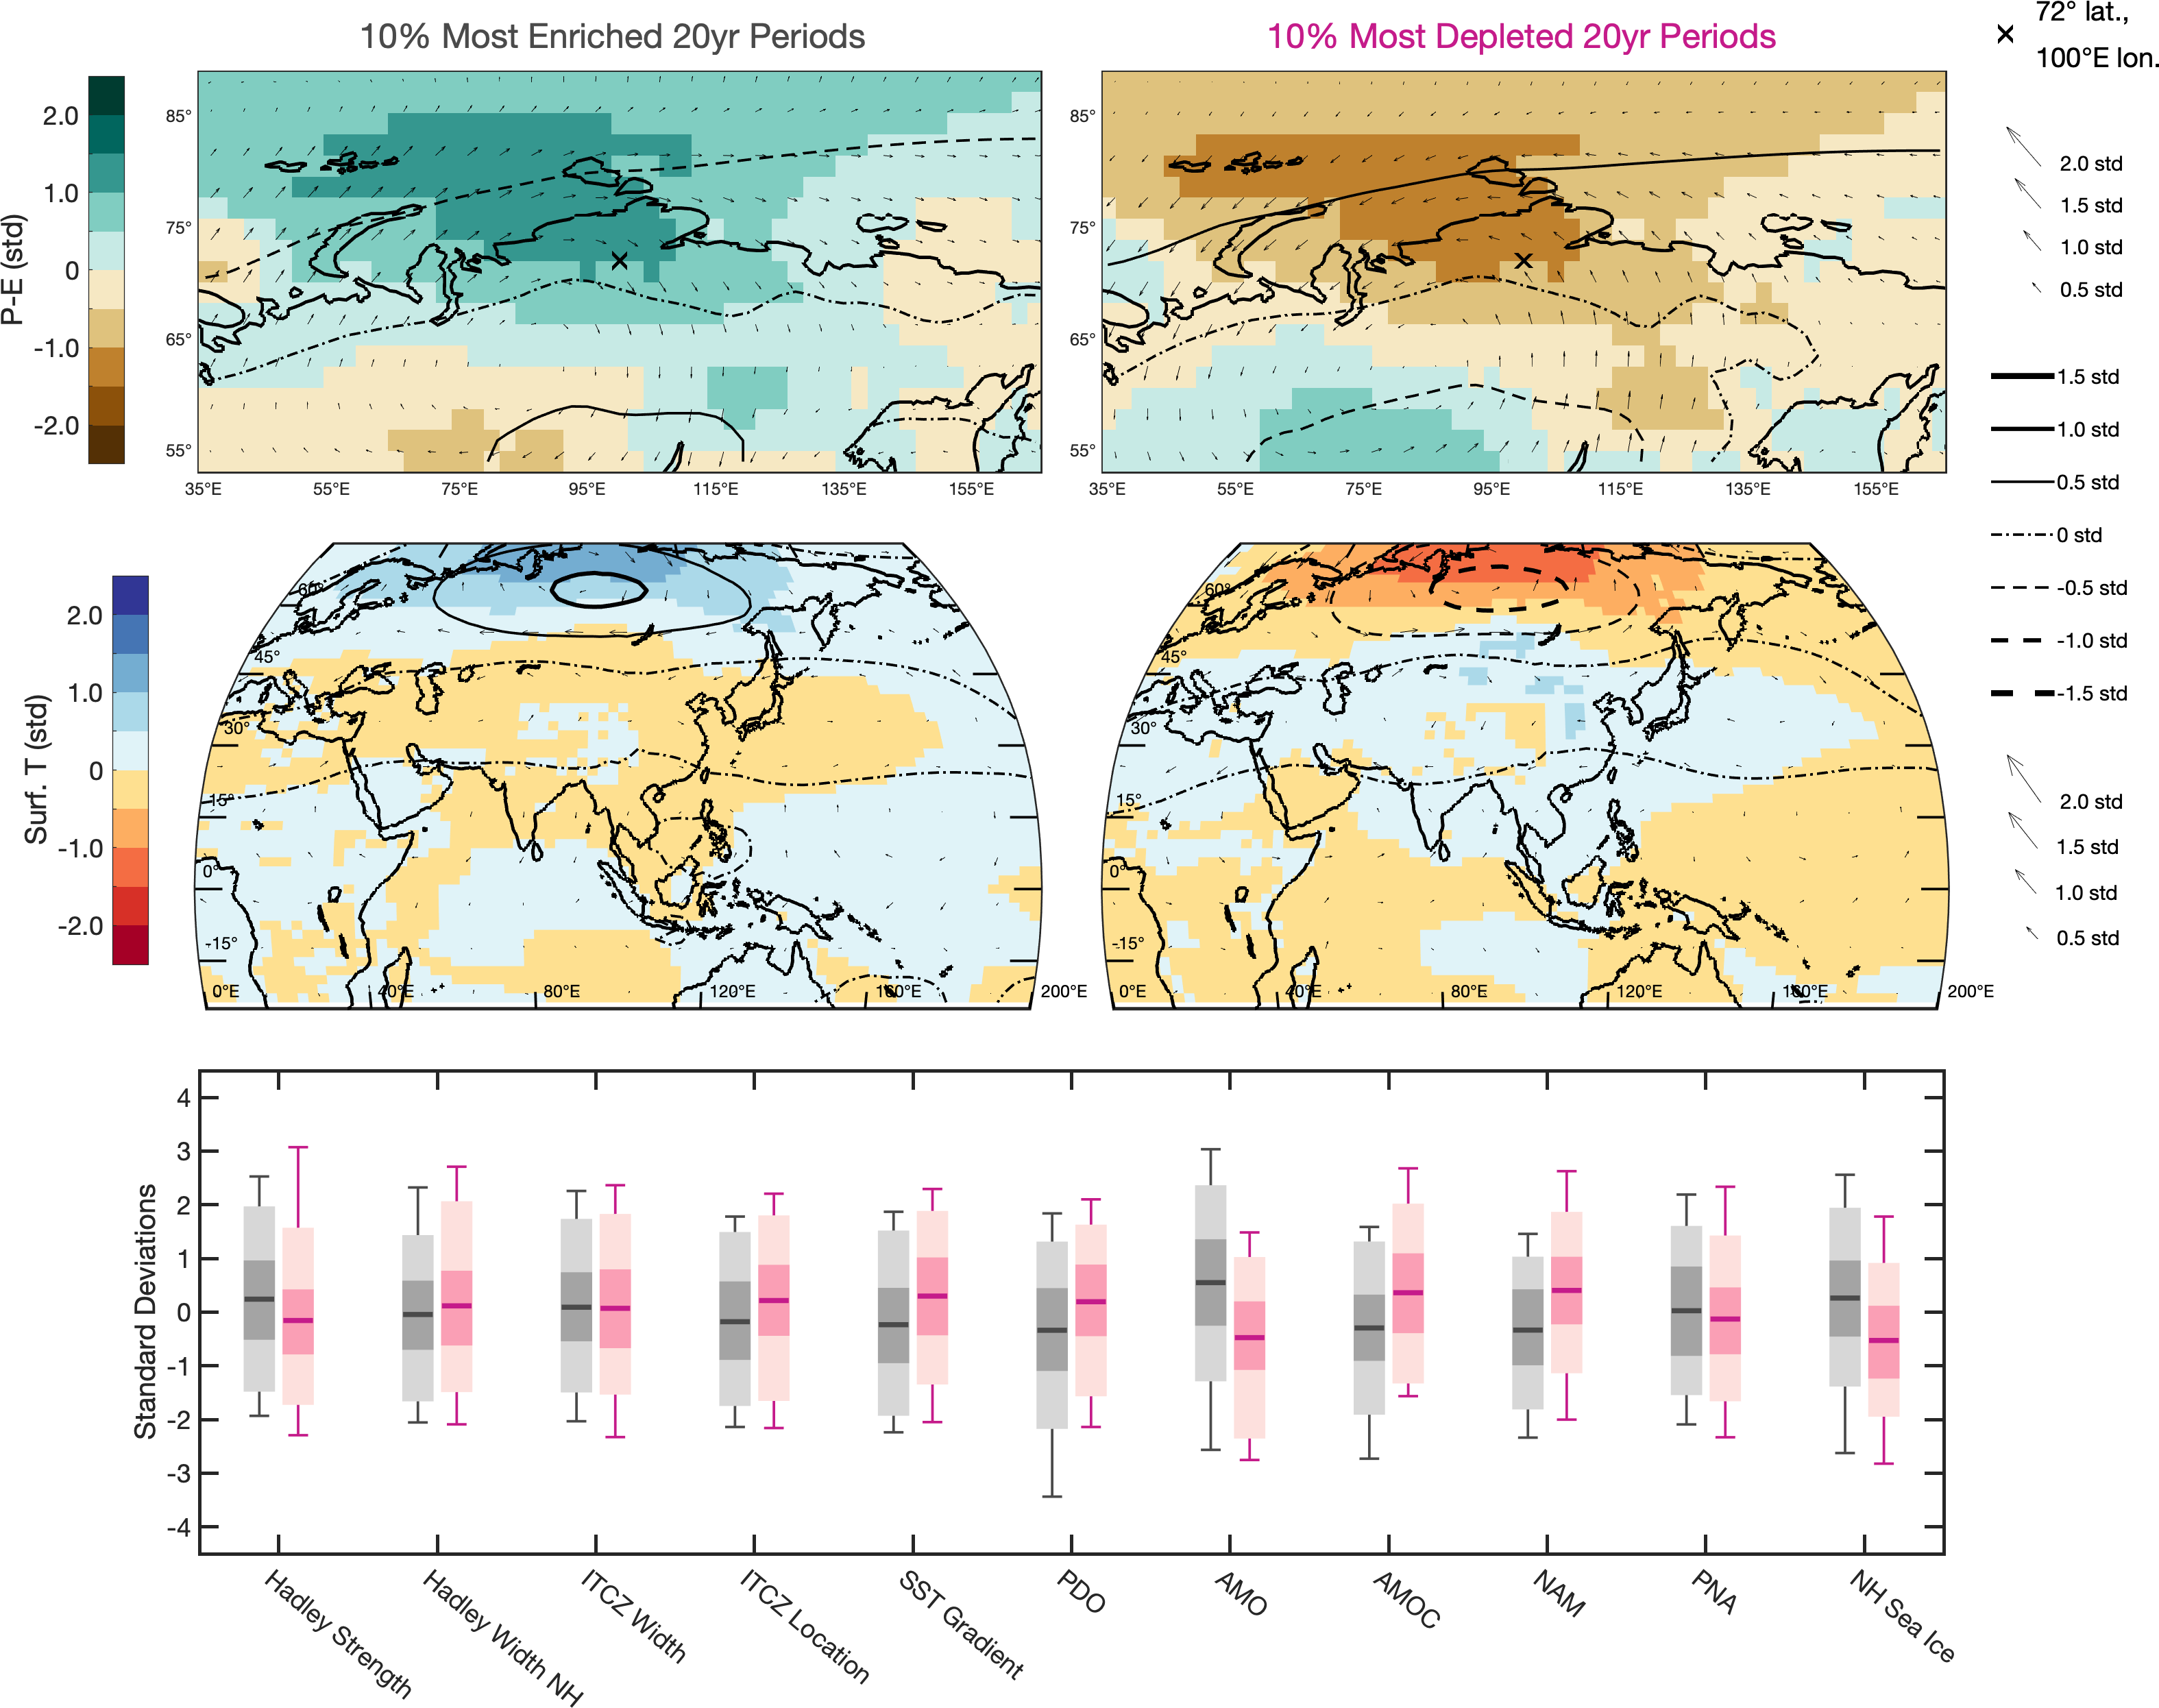 10% Most Enriched 20yr Periods
10% Most Depleted 20yr Periods
72° lat.,
100°E lon.
P-E (std)
2.0
1.0
0
-1.0
-2.0
85°
75°
65°
55°
35°E 55°E 75°E 95°E 115°E 135°E 155°E
85°
75°
65°
55°
35°E 55°E 75°E 95°E 115°E 135°E 155°E
2.0 std
1.5 std
1.0 std
0.5 std
1.5 std
1.0 std
0.5 std
0 std
-0.5 std
-1.0 std
-1.5 std
Surf. T (std)
2.0
1.0
0
-1.0
-2.0
60°
45°
30°
15°
0°
-15°
0°E 40°E 80°E 120°E 160°E 200°E
60°
45°
30°
15°
0°
-15°
0°E 40°E 80°E 120°E 160°E 200°E
2.0 std
1.5 std
1.0 std
0.5 std
Standard Deviations
4
3
2
1
0
-1
-2
-3
-4
Hadley Strength
Hadley Width NH
ITCZ Width
ITCZ Location
SST Gradient
PDO
AMO
AMOC
NAM
PNA
NH Sea Ice